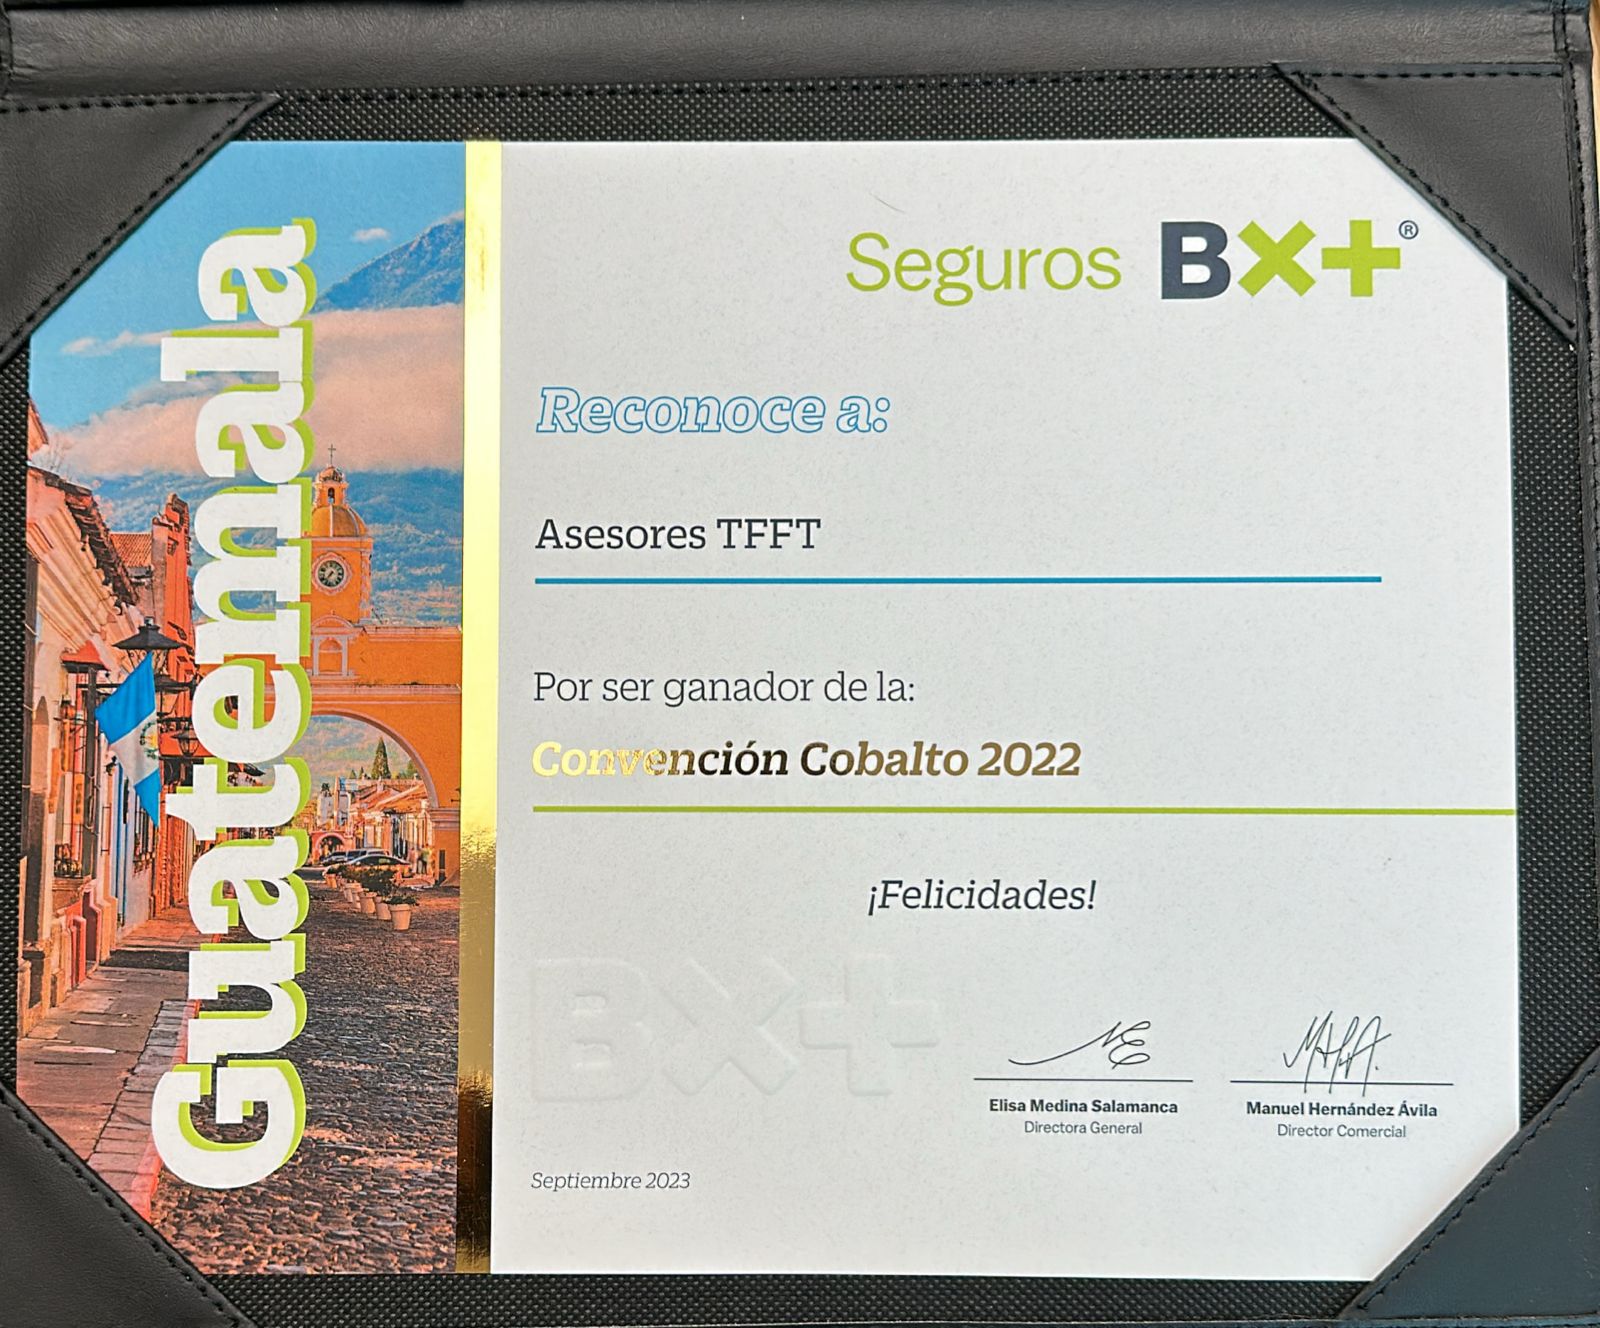 Guatemala
Seguros BX+®
Reconoce a:
Asesores TFFT
Por ser ganador de la:
Convención Cobalto 2022
¡Felicidades!
BX+
Elisa Medina Salamanca
Directora General
Manuel Hernández Ávila
Director Comercial
Septiembre 2023